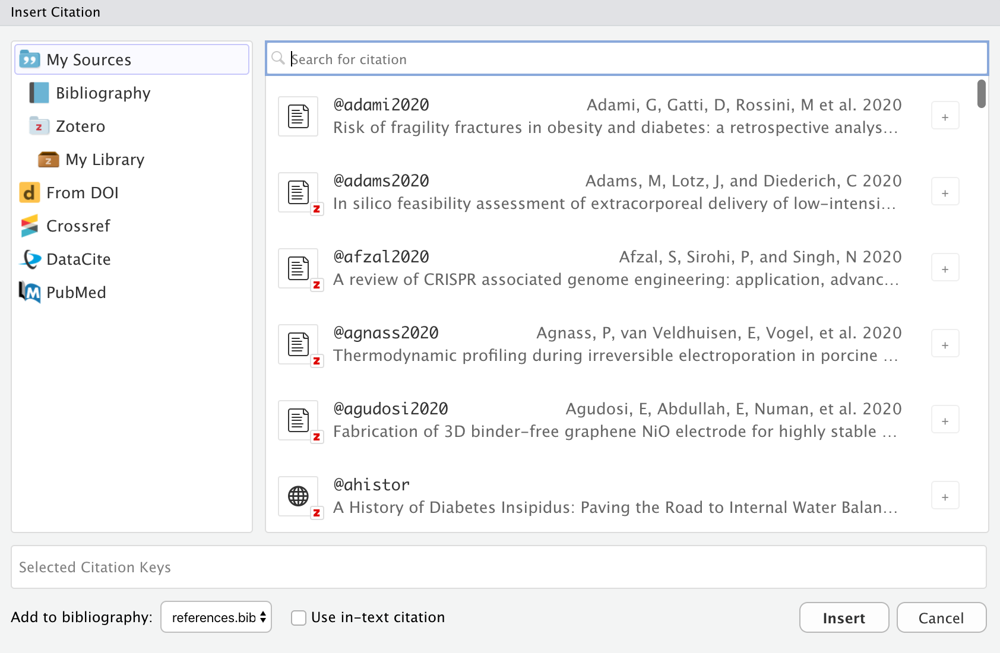 Insert Citation
My Sources
Bibliography
Zotero
My Library
From DOI
Crossref
DataCite
PubMed
Search for citation
@adami2020 Adami, G, Gatti, D, Rossini, M et al. 2020
Risk of fragility fractures in obesity and diabetes: a retrospective analys...
@adams2020 Adams, M, Lotz, J, and Diederich, C 2020
In silico feasibility assessment of extracorporeal delivery of low-intensi...
@afzal2020 Afzal, S, Sirohi, P, and Singh, N 2020
A review of CRISPR associated genome engineering: application, advanc...
@agnass2020 Agnass, P, van Veldhuisen, E, Vogel, et al. 2020
Thermodynamic profiling during irreversible electroporation in porcine ...
@agudosi2020 Agudosi, E, Abdullah, E, Numan, et al. 2020
Fabrication of 3D binder-free graphene NiO electrode for highly stable ...
@ahistor
A History of Diabetes Insipidus: Paving the Road to Internal Water Balan...
Selected Citation Keys
Add to bibliography: references.bib Use in-text citation Insert Cancel